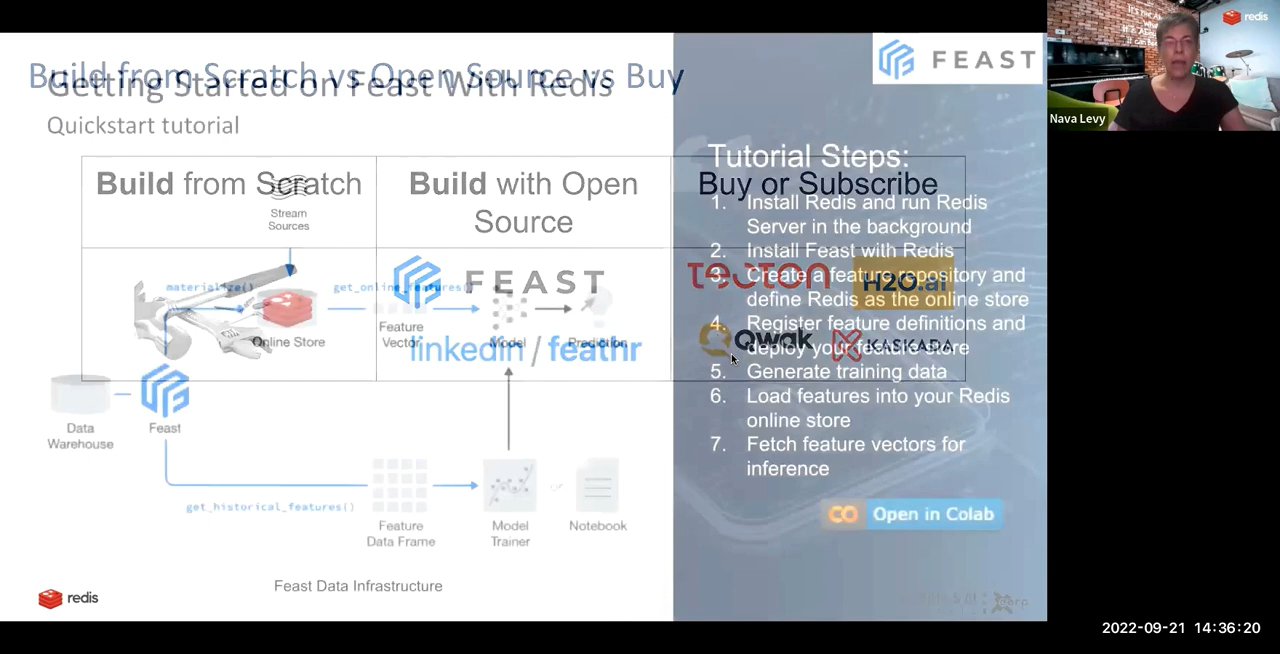 Build from Scratch vs Open Source vs Buy
Getting Started on Feast With Redis
Quickstart tutorial
FEAST
redis
Nava Levy
Build from Scratch
Build with Open
Source
Buy or Subscribe
Stream
Sources
materialize()
get_online_features()
Online Store
Feature
Vector
Model
Prediction
FEAST
linkedin / feathr
TECTON
H2O.ai
Qwak
KASKADA
Data
Warehouse
Feast
get_historical_features()
Feature
Data Frame
Model
Trainer
or
Notebook
Feast Data Infrastructure
redis
Tutorial Steps:
1. Install Redis and run Redis
Server in the background
2. Install Feast with Redis
3. Create a feature repository and
define Redis as the online store
4. Register feature definitions and
deploy your feature store
5. Generate training data
6. Load features into your Redis
online store
7. Fetch feature vectors for
inference
CO Open in Colab
2022-09-21 14:36:20